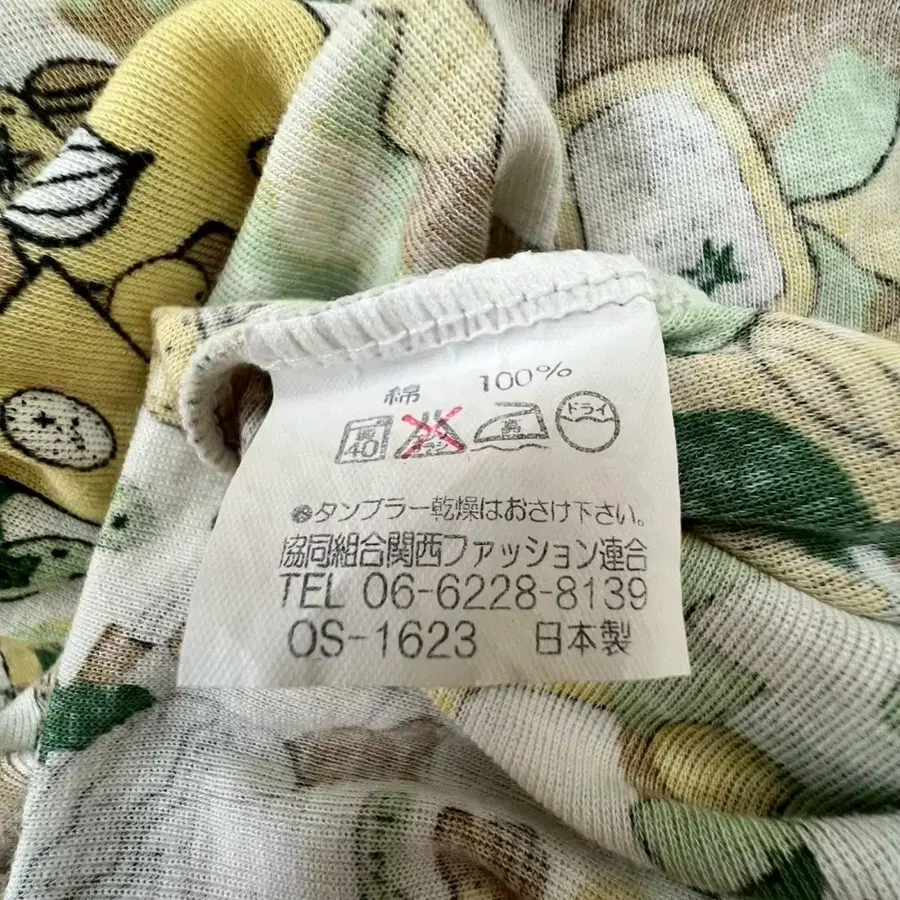 綿 100%
40 高 ドライ
※タンブラー乾燥はおさけ下さい。
協同組合関西ファッション連合
TEL 06-6228-8139
OS-1623 日本製